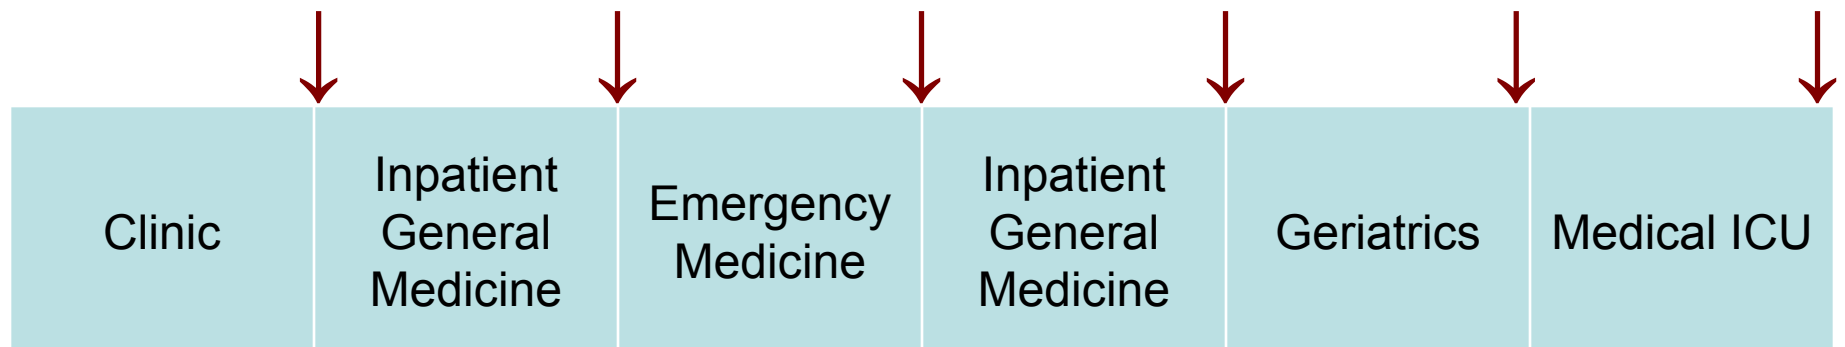 Clinic
Inpatient
General
Medicine
Emergency
Medicine
Inpatient
General
Medicine
Geriatrics
Medical ICU